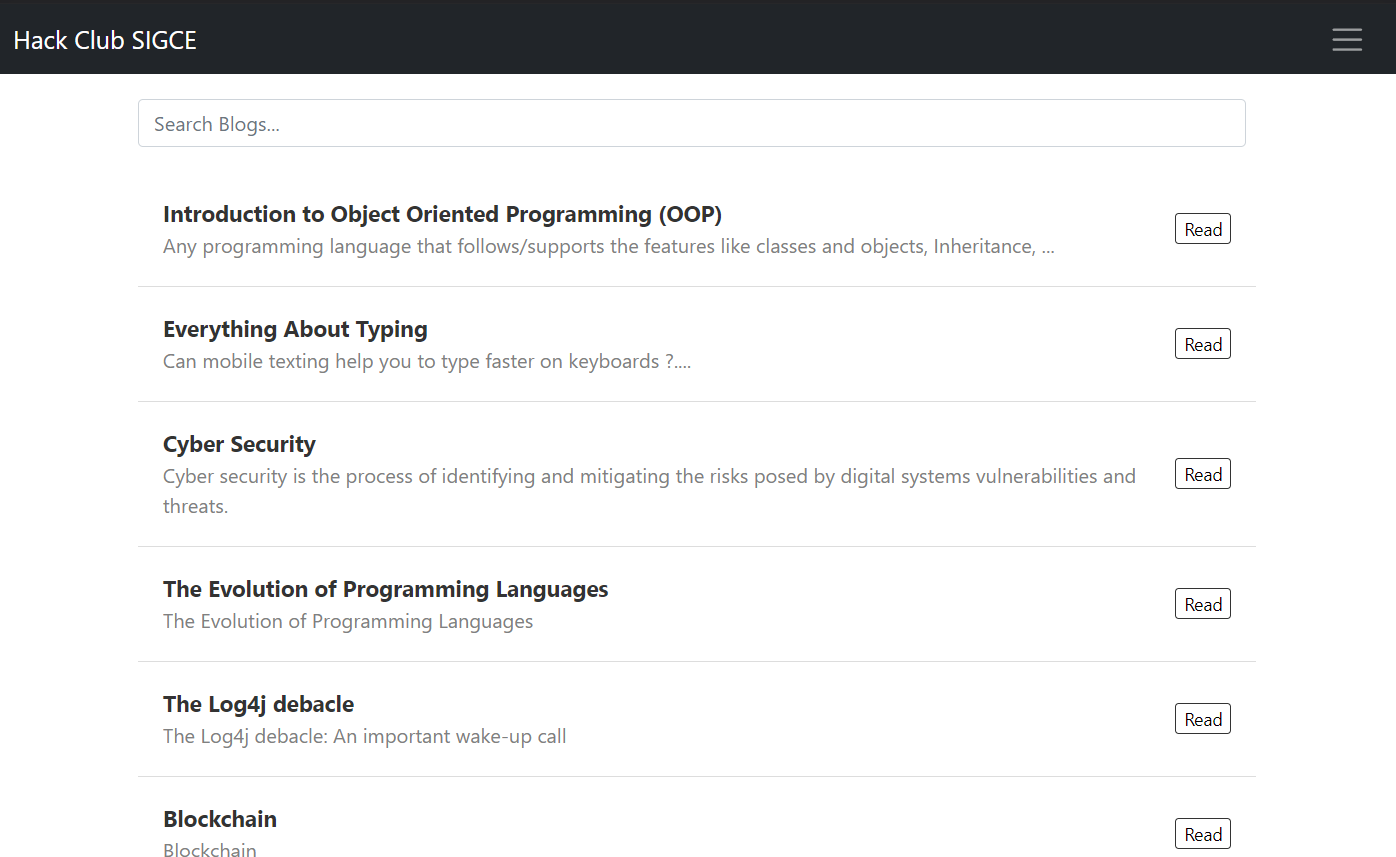 Hack Club SIGCE
Search Blogs...
Introduction to Object Oriented Programming (OOP)
Any programming language that follows/supports the features like classes and objects, Inheritance, ...
Read
Everything About Typing
Can mobile texting help you to type faster on keyboards ?....
Read
Cyber Security
Cyber security is the process of identifying and mitigating the risks posed by digital systems vulnerabilities and
threats.
Read
The Evolution of Programming Languages
The Evolution of Programming Languages
Read
The Log4j debacle
The Log4j debacle: An important wake-up call
Read
Blockchain
Blockchain
Read